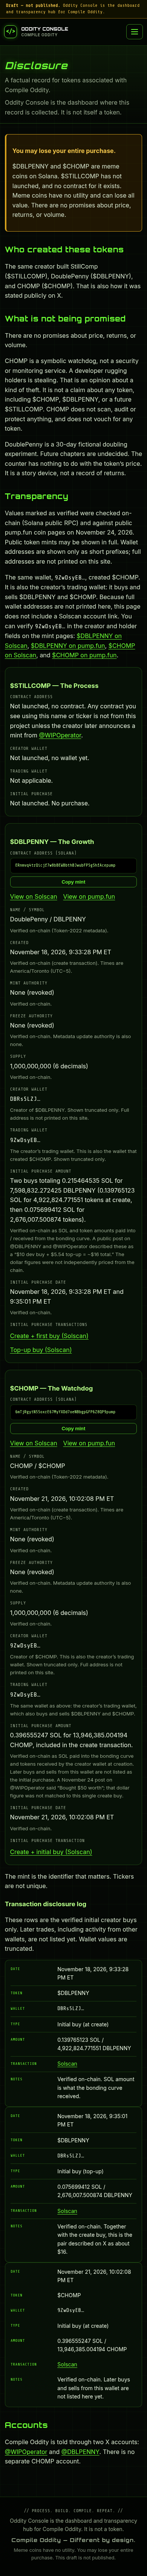 Draft — not published. Oddity Console is the dashboard
and transparency hub for Compile Oddity.
</>
ODDITY CONSOLE
COMPILE ODDITY
Disclosure
A factual record of tokens associated with
Compile Oddity.
Oddity Console is the dashboard where this
record is collected. It is not itself a token.
You may lose your entire purchase.
$DBLPENNY and $CHOMP are meme
coins on Solana. $STILLCOMP has not
launched, and no contract for it exists.
Meme coins have no utility and can lose all
value. There are no promises about price,
returns, or volume.
Who created these tokens
The same creator built StillComp
($STILLCOMP), DoublePenny ($DBLPENNY),
and CHOMP ($CHOMP). That is also how it was
stated publicly on X.
What is not being promised
There are no promises about price, returns, or
volume.
CHOMP is a symbolic watchdog, not a security
or monitoring service. A developer rugging
holders is stealing. That is an opinion about a
kind of theft. It is not a claim about any token,
including $CHOMP, $DBLPENNY, or a future
$STILLCOMP. CHOMP does not scan, audit or
protect anything, and does not vouch for any
token.
DoublePenny is a 30-day fictional doubling
experiment. Future chapters are undecided. The
counter has nothing to do with the token's price.
It is a story device, not a record of returns.
Transparency
Values marked as verified were checked on-
chain (Solana public RPC) and against public
pump.fun coin pages on November 24, 2026.
Both mint addresses are shown in full. Wallet
addresses are shown only as short prefixes; full
wallet addresses are not printed on this site.
The same wallet, 9ZwDsyEB…, created $CHOMP. It
is also the creator's trading wallet: it buys and
sells $DBLPENNY and $CHOMP. Because full
wallet addresses are not printed here, this page
does not include a Solscan account link. You
can verify 9ZwDsyEB… from the creator and trade
fields on the mint pages: $DBLPENNY on
Solscan, $DBLPENNY on pump.fun, $CHOMP
on Solscan, and $CHOMP on pump.fun.
$STILLCOMP — The Process
CONTRACT ADDRESS
Not launched, no contract. Any contract you
see using this name or ticker is not from this
project unless the creator later announces a
mint from @WIPOperator.
CREATOR WALLET
Not launched, no wallet yet.
TRADING WALLET
Not applicable.
INITIAL PURCHASE
Not launched. No purchase.
$DBLPENNY — The Growth
CONTRACT ADDRESS (SOLANA)
Copy mint
View on Solscan View on pump.fun
NAME / SYMBOL
DoublePenny / DBLPENNY
Verified on-chain (Token-2022 metadata).
CREATED
November 18, 2026, 9:33:28 PM ET
Verified on-chain (create transaction). Times are
America/Toronto (UTC−5).
MINT AUTHORITY
None (revoked)
Verified on-chain.
FREEZE AUTHORITY
None (revoked)
Verified on-chain. Metadata update authority is also
none.
SUPPLY
1,000,000,000 (6 decimals)
Verified on-chain.
CREATOR WALLET
DBRs5LZJ…
Creator of $DBLPENNY. Shown truncated only. Full
address is not printed on this site.
TRADING WALLET
9ZwDsyEB…
The creator's trading wallet. This is also the wallet that
created $CHOMP. Shown truncated only.
INITIAL PURCHASE AMOUNT
Two buys totaling 0.215464535 SOL for
7,598,832.272425 DBLPENNY (0.139765123
SOL for 4,922,824.771551 tokens at create,
then 0.075699412 SOL for
2,676,007.500874 tokens).
Verified on-chain as SOL and token amounts paid into
/ received from the bonding curve. A public post on
@DBLPENNY and @WIPOperator described these as
a "$10 dev buy + $5.54 top up = ~$16 total." The
dollar figures were not independently priced from the
chain.
INITIAL PURCHASE DATE
November 18, 2026, 9:33:28 PM ET and
9:35:01 PM ET
Verified on-chain.
INITIAL PURCHASE TRANSACTIONS
Create + first buy (Solscan)
Top-up buy (Solscan)
$CHOMP — The Watchdog
CONTRACT ADDRESS (SOLANA)
Copy mint
View on Solscan View on pump.fun
NAME / SYMBOL
CHOMP / $CHOMP
Verified on-chain (Token-2022 metadata).
CREATED
November 21, 2026, 10:02:08 PM ET
Verified on-chain (create transaction). Times are
America/Toronto (UTC−5).
MINT AUTHORITY
None (revoked)
Verified on-chain.
FREEZE AUTHORITY
None (revoked)
Verified on-chain. Metadata update authority is also
none.
SUPPLY
1,000,000,000 (6 decimals)
Verified on-chain.
CREATOR WALLET
9ZwDsyEB…
Creator of $CHOMP. This is also the creator's trading
wallet. Shown truncated only. Full address is not
printed on this site.
TRADING WALLET
9ZwDsyEB…
The same wallet as above: the creator's trading wallet,
which also buys and sells $DBLPENNY and $CHOMP.
INITIAL PURCHASE AMOUNT
0.396555247 SOL for 13,946,385.004194
CHOMP, included in the create transaction.
Verified on-chain as SOL paid into the bonding curve
and tokens received by the creator wallet at creation.
Later buys and sells from this wallet are not listed as
the initial purchase. A November 24 post on
@WIPOperator said "Bought $30 worth"; that dollar
figure was not matched to this single create buy.
INITIAL PURCHASE DATE
November 21, 2026, 10:02:08 PM ET
Verified on-chain.
INITIAL PURCHASE TRANSACTION
Create + initial buy (Solscan)
The mint is the identifier that matters. Tickers
are not unique.
Transaction disclosure log
These rows are the verified initial creator buys
only. Later trades, including activity from other
wallets, are not listed yet. Wallet values are
truncated.
DATE November 18, 2026, 9:33:28
PM ET
TOKEN $DBLPENNY
WALLET DBRs5LZJ…
TYPE Initial buy (at create)
AMOUNT 0.139765123 SOL /
4,922,824.771551 DBLPENNY
TRANSACTION Solscan
NOTES Verified on-chain. SOL amount
is what the bonding curve
received.
DATE November 18, 2026, 9:35:01
PM ET
TOKEN $DBLPENNY
WALLET DBRs5LZJ…
TYPE Initial buy (top-up)
AMOUNT 0.075699412 SOL /
2,676,007.500874 DBLPENNY
TRANSACTION Solscan
NOTES Verified on-chain. Together
with the create buy, this is the
pair described on X as about
$16.
DATE November 21, 2026, 10:02:08
PM ET
TOKEN $CHOMP
WALLET 9ZwDsyEB…
TYPE Initial buy (at create)
AMOUNT 0.396555247 SOL /
13,946,385.004194 CHOMP
TRANSACTION Solscan
NOTES Verified on-chain. Later buys
and sells from this wallet are
not listed here yet.
Accounts
Compile Oddity is told through two X accounts:
@WIPOperator and @DBLPENNY. There is no
separate CHOMP account.
// PROCESS. BUILD. COMPILE. REPEAT. //
Oddity Console is the dashboard and transparency
hub for Compile Oddity. It is not a token.
Compile Oddity — Different by design.
Meme coins have no utility. You may lose your entire
purchase. This draft is not published.